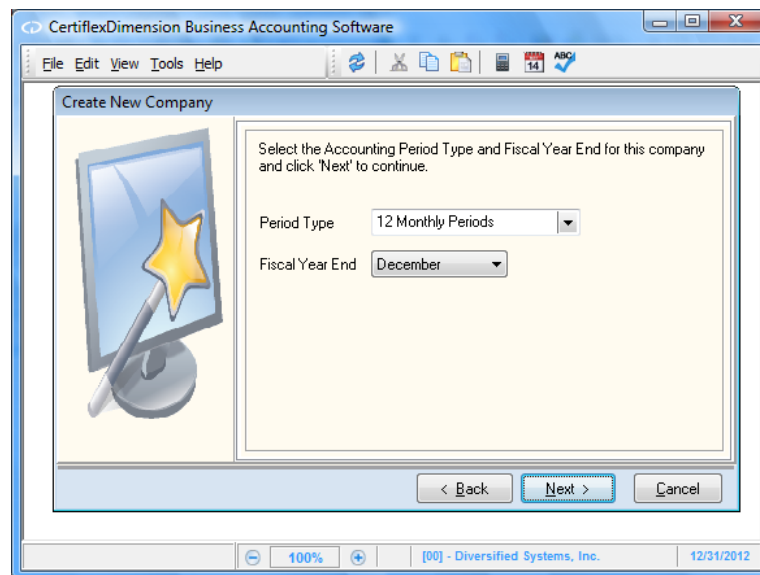 CertiflexDimension Business Accounting Software
File Edit View Tools Help
14
ABC
Create New Company
Select the Accounting Period Type and Fiscal Year End for this company
and click 'Next' to continue.
Period Type 12 Monthly Periods
Fiscal Year End December
< Back Next > Cancel
100% [00] - Diversified Systems, Inc. 12/31/2012